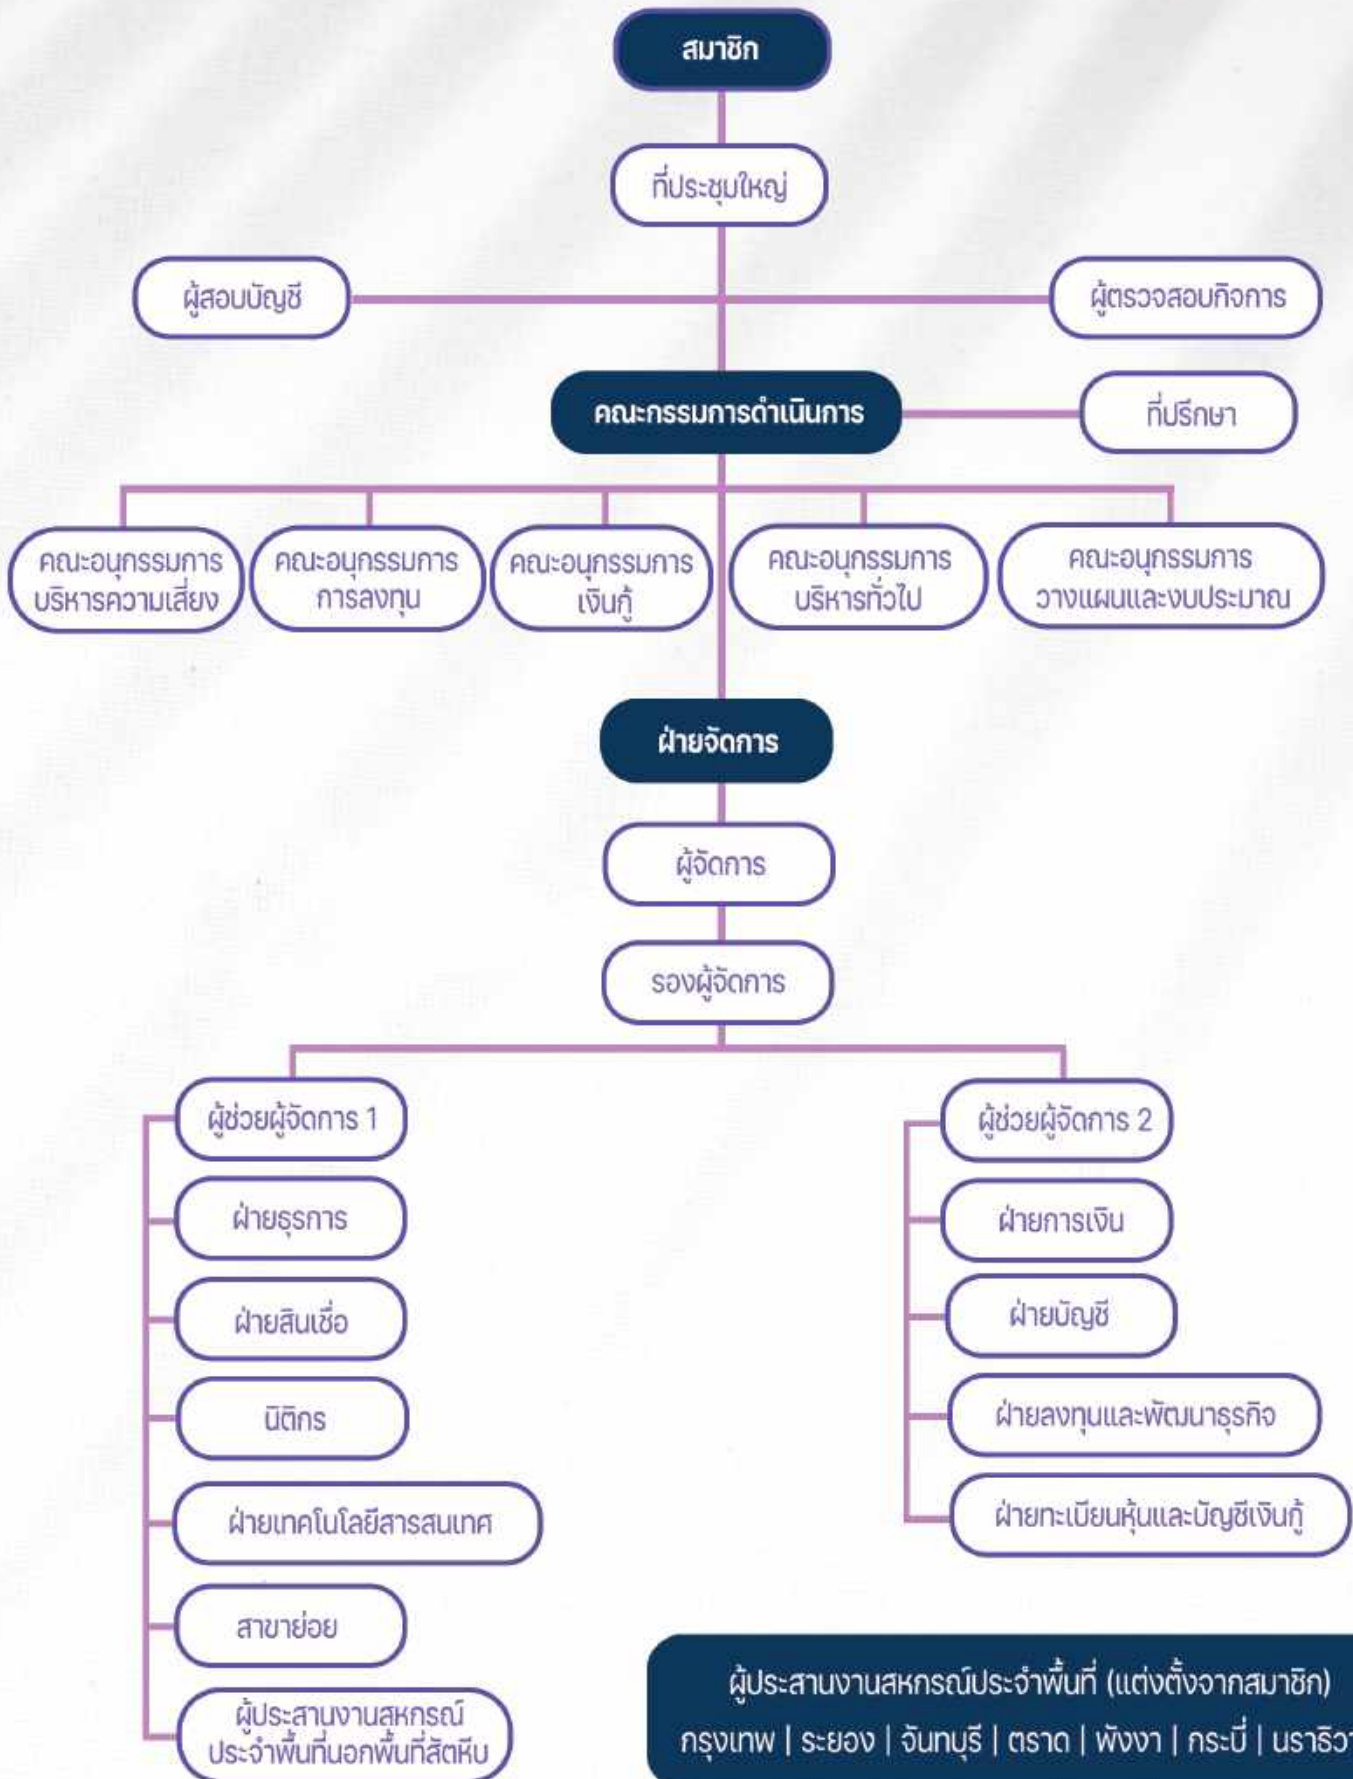 สมาชิก
ที่ประชุมใหญ่
ผู้สอบบัญชี
ผู้ตรวจสอบกิจการ
คณะกรรมการดำเนินการ
ที่ปรึกษา
คณะอนุกรรมการ
บริหารความเสี่ยง
คณะอนุกรรมการ
การลงทุน
คณะอนุกรรมการ
เงินกู้
คณะอนุกรรมการ
บริหารทั่วไป
คณะอนุกรรมการ
วางแผนและงบประมาณ
ฝ่ายจัดการ
ผู้จัดการ
รองผู้จัดการ
ผู้ช่วยผู้จัดการ 1
ฝ่ายธุรการ
ฝ่ายสินเชื่อ
นิติกร
ฝ่ายเทคโนโลยีสารสนเทศ
สาขาย่อย
ผู้ประสานงานสหกรณ์
ประจำพื้นที่นอกพื้นที่สัตหีบ
ผู้ช่วยผู้จัดการ 2
ฝ่ายการเงิน
ฝ่ายบัญชี
ฝ่ายลงทุนและพัฒนาธุรกิจ
ฝ่ายทะเบียนหุ้นและบัญชีเงินกู้
ผู้ประสานงานสหกรณ์ประจำพื้นที่ (แต่งตั้งจากสมาชิก)
กรุงเทพ | ระยอง | จันทบุรี | ตราด | พังงา | กระบี่ |